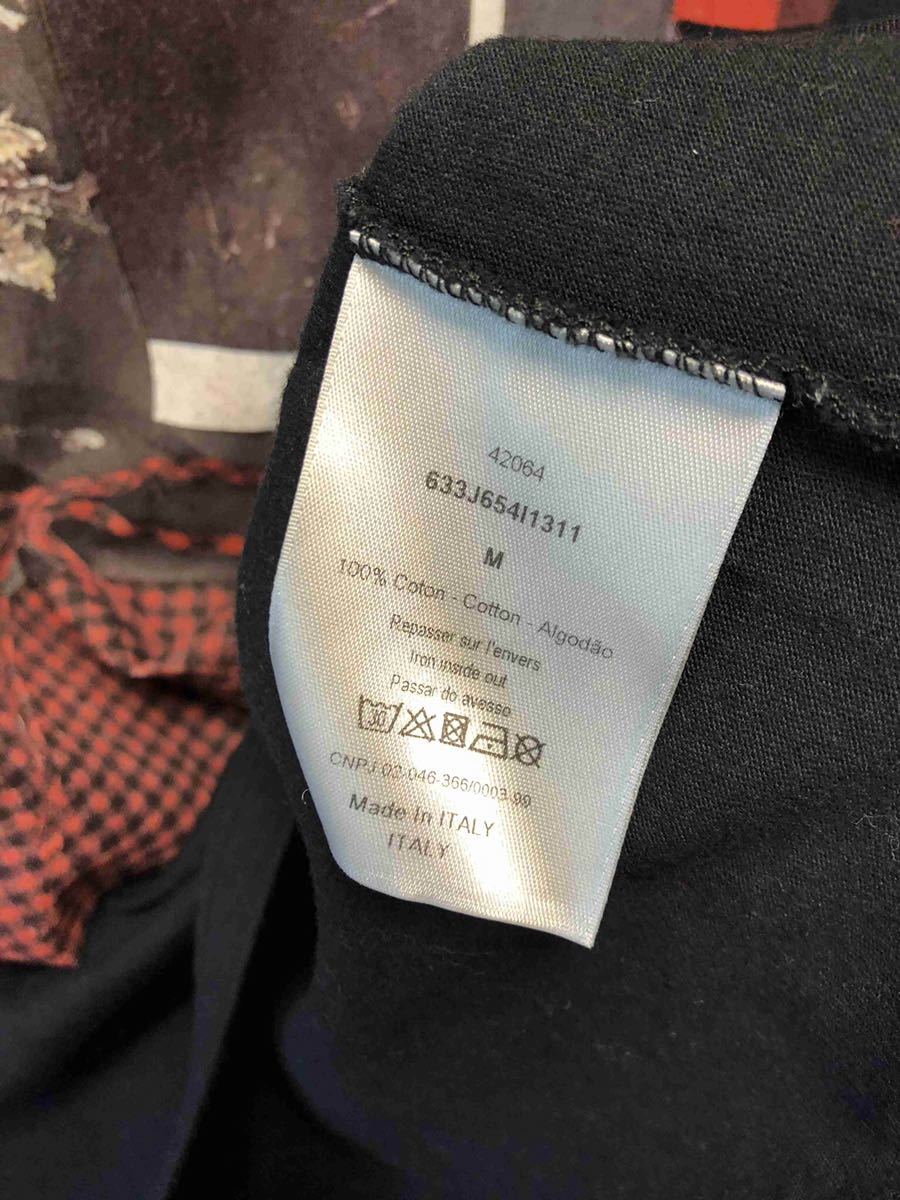 42064
633J654I1311
M
100% Coton - Cotton - Algodão
Repasser sur l'envers
Iron inside out
Passar do avesso
CNPJ 03-046-366/0003-99
Made In ITALY
ITALY